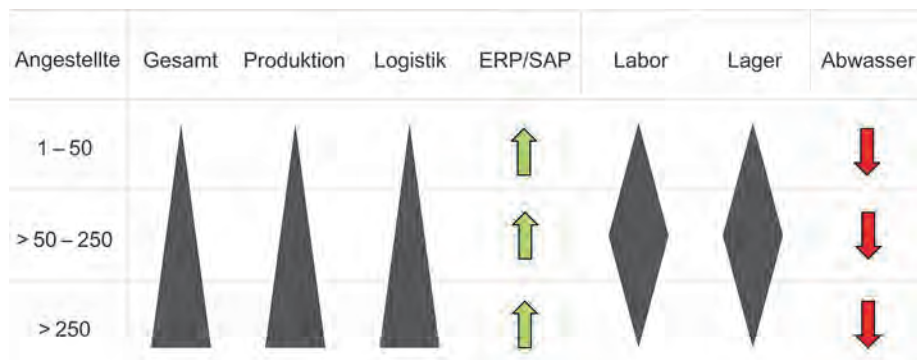 Angestellte Gesamt Produktion Logistik ERP/SAP Labor Lager Abwasser
1 – 50
> 50 – 250
> 250